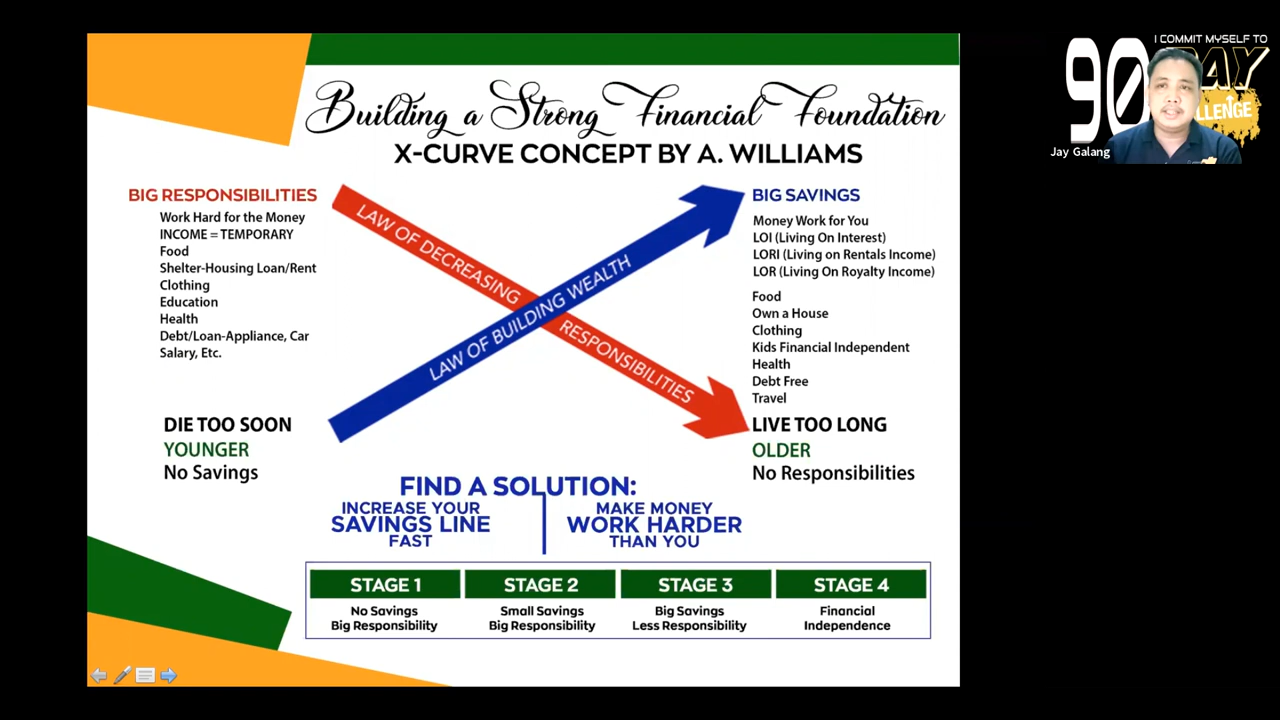 Building a Strong Financial Foundation
X-CURVE CONCEPT BY A. WILLIAMS
BIG RESPONSIBILITIES
Work Hard for the Money
INCOME = TEMPORARY
Food
Shelter-Housing Loan/Rent
Clothing
Education
Health
Debt/Loan-Appliance, Car
Salary, Etc.
DIE TOO SOON
YOUNGER
No Savings
LAW OF DECREASING RESPONSIBILITIES
LAW OF BUILDING WEALTH
BIG SAVINGS
Money Work for You
LOI (Living On Interest)
LORI (Living on Rentals Income)
LOR (Living On Royalty Income)
Food
Own a House
Clothing
Kids Financial Independent
Health
Debt Free
Travel
LIVE TOO LONG
OLDER
No Responsibilities
FIND A SOLUTION:
INCREASE YOUR
SAVINGS LINE
FAST
MAKE MONEY
WORK HARDER
THAN YOU
STAGE 1
No Savings
Big Responsibility
STAGE 2
Small Savings
Big Responsibility
STAGE 3
Big Savings
Less Responsibility
STAGE 4
Financial
Independence
I COMMIT MYSELF TO
90
Jay Galang